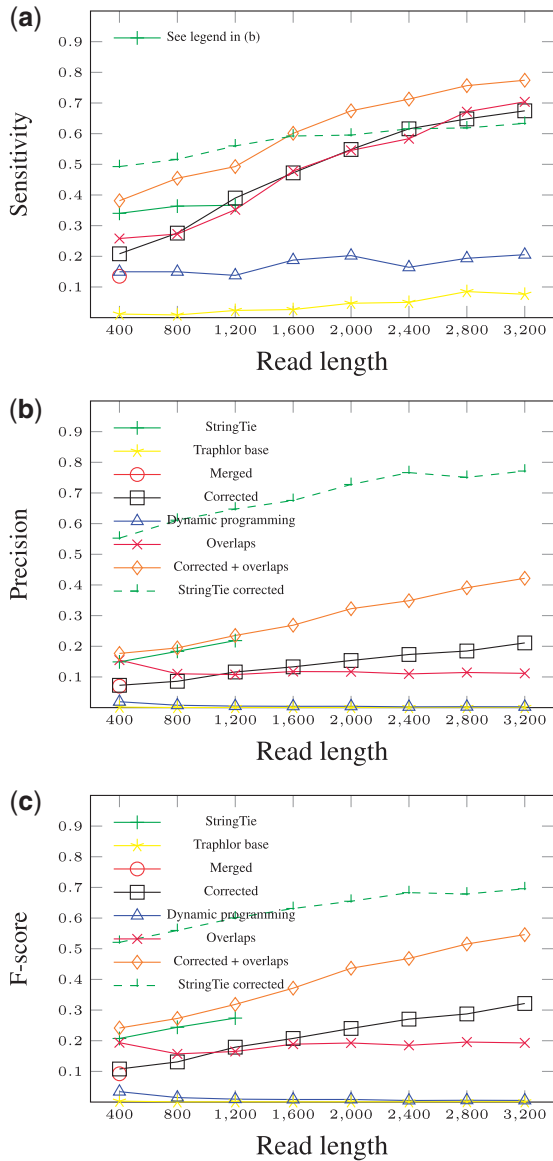 (a)
0.9
0.8
0.7
0.6
0.5
0.4
0.3
0.2
0.1
Sensitivity
See legend in (b)
400 800 1,200 1,600 2,000 2,400 2,800 3,200
Read length
(b)
0.9
0.8
0.7
0.6
0.5
0.4
0.3
0.2
0.1
Precision
StringTie
Traphlor base
Merged
Corrected
Dynamic programming
Overlaps
Corrected + overlaps
StringTie corrected
400 800 1,200 1,600 2,000 2,400 2,800 3,200
Read length
(c)
0.9
0.8
0.7
0.6
0.5
0.4
0.3
0.2
0.1
F-score
StringTie
Traphlor base
Merged
Corrected
Dynamic programming
Overlaps
Corrected + overlaps
StringTie corrected
400 800 1,200 1,600 2,000 2,400 2,800 3,200
Read length